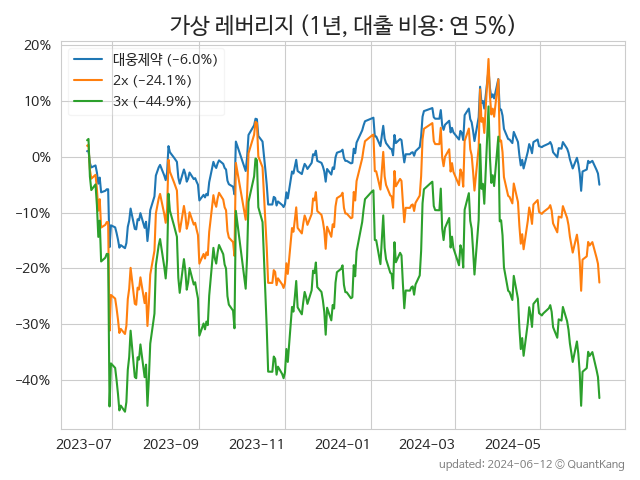 가상 레버리지 (1년, 대출 비용: 연 5%)
20%
10%
0%
−10%
−20%
−30%
−40%
대웅제약 (−6.0%)
2x (−24.1%)
3x (−44.9%)
2023-07
2023-09
2023-11
2024-01
2024-03
2024-05
updated: 2024-06-12 © QuantKang